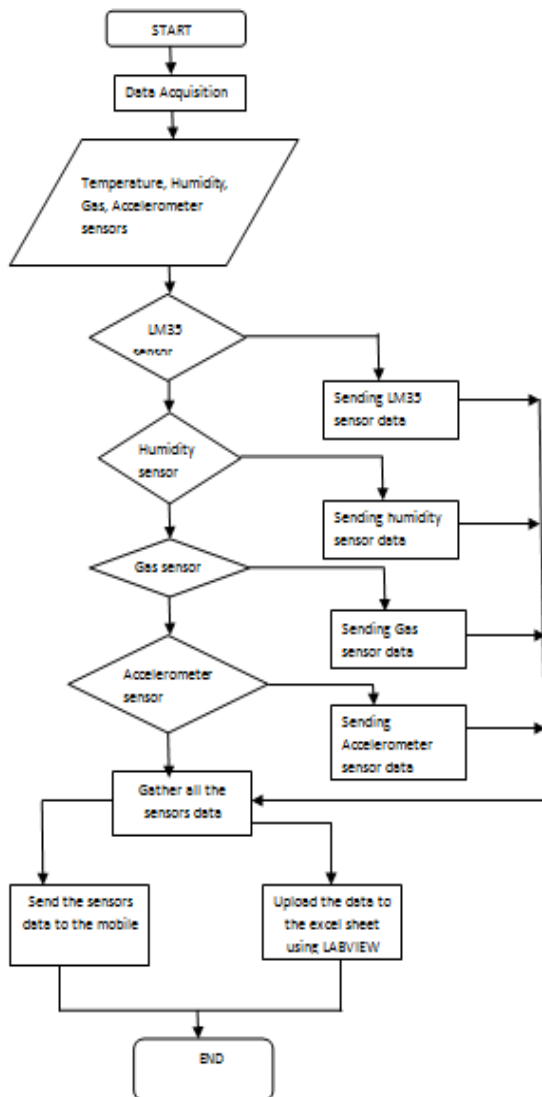 START
Data Acquisition
Temperature, Humidity,
Gas, Accelerometer
sensors
LM35
sensor
Sending LM35
sensor data
Humidity
sensor
Sending humidity
sensor data
Gas sensor
Sending Gas
sensor data
Accelerometer
sensor
Sending
Accelerometer
sensor data
Gather all the
sensors data
Send the sensors
data to the mobile
Upload the data to
the excel sheet
using LABVIEW
END